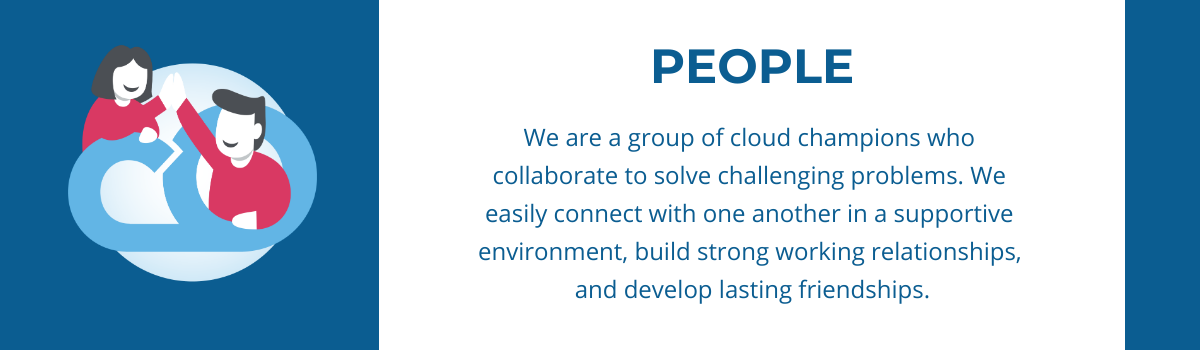 PEOPLE
We are a group of cloud champions who
collaborate to solve challenging problems. We
easily connect with one another in a supportive
environment, build strong working relationships,
and develop lasting friendships.